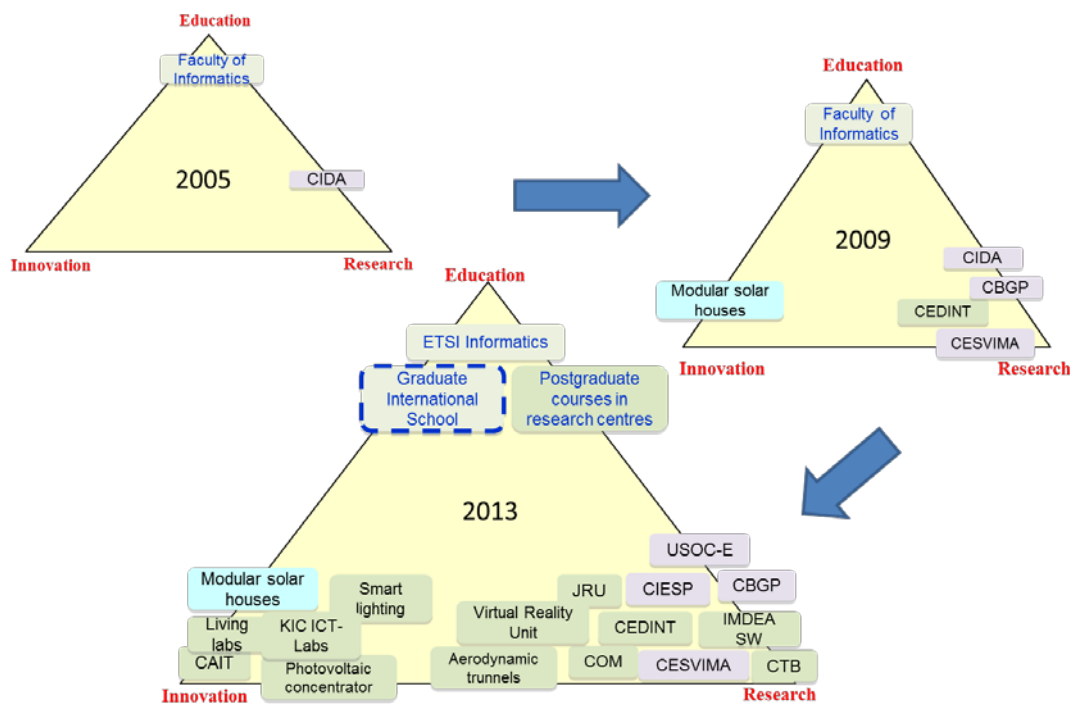 Education
Faculty of
Informatics
2005
CIDA
Innovation
Research
Education
Faculty of
Informatics
2009
CIDA
CBGP
Modular solar
houses
CEDINT
CESVIMA
Innovation
Research
Education
ETSI Informatics
Graduate
International
School
Postgraduate
courses in
research centres
2013
USOC-E
Modular solar
houses
Smart
lighting
JRU
CIESP
CBGP
Living
labs
KIC ICT-
Labs
Virtual Reality
Unit
CEDINT
IMDEA
SW
CAIT
Photovoltaic
concentrator
Aerodynamic
trunnels
COM
CESVIMA
CTB
Innovation
Research